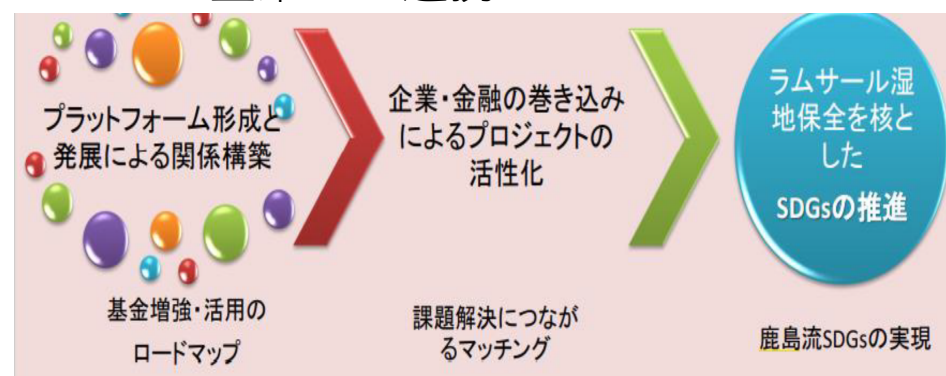 プラットフォーム形成と
発展による関係構築
基金増強・活用の
ロードマップ
企業・金融の巻き込み
によるプロジェクトの
活性化
課題解決につなが
るマッチング
ラムサール湿
地保全を核と
した
SDGsの推進
鹿島流SDGsの実現